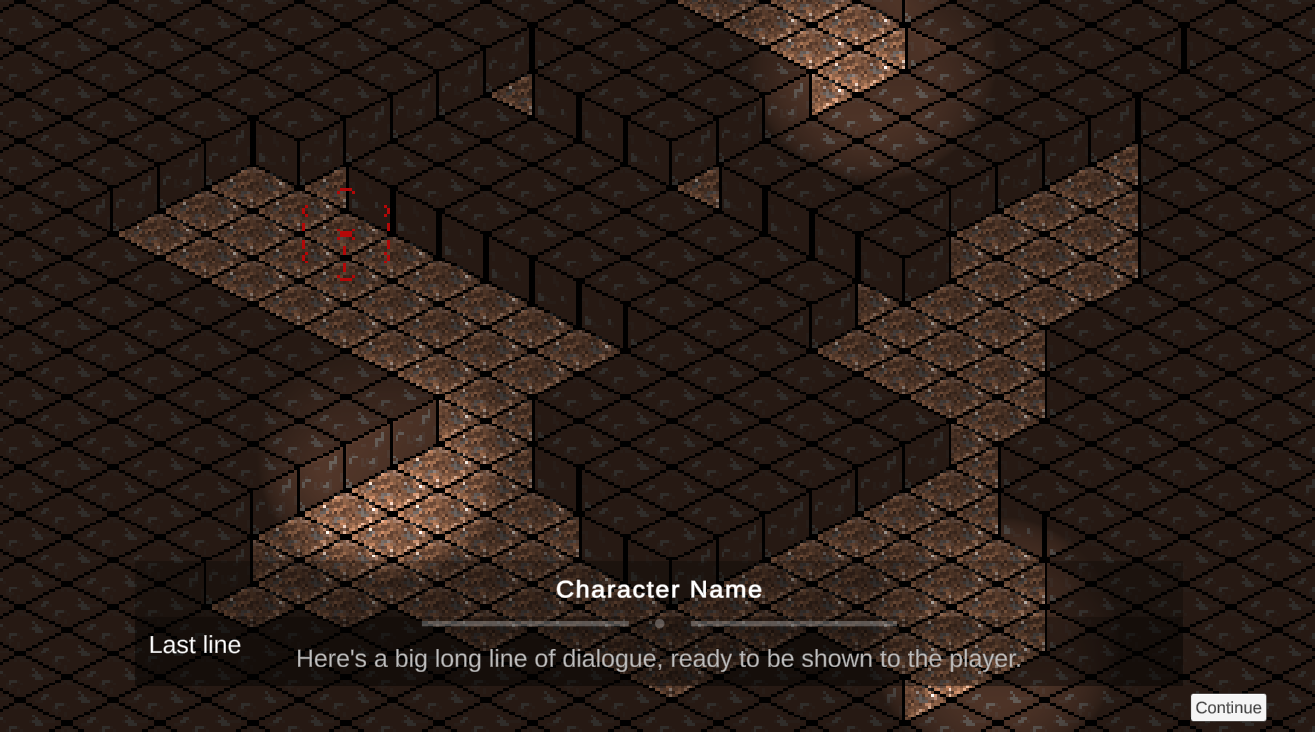 Character Name
Last line
Here's a big long line of dialogue, ready to be shown to the player.
Continue